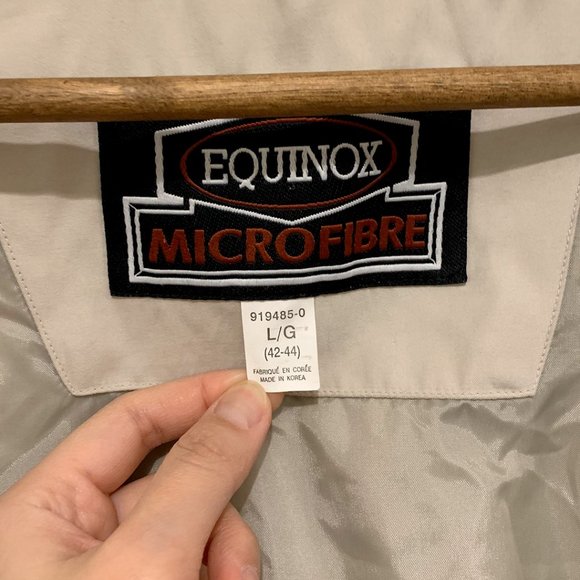 EQUINOX
MICROFIBRE
919485-0
L/G
(42-44)
FABRIQUÉ EN CORÉE
MADE IN KOREA